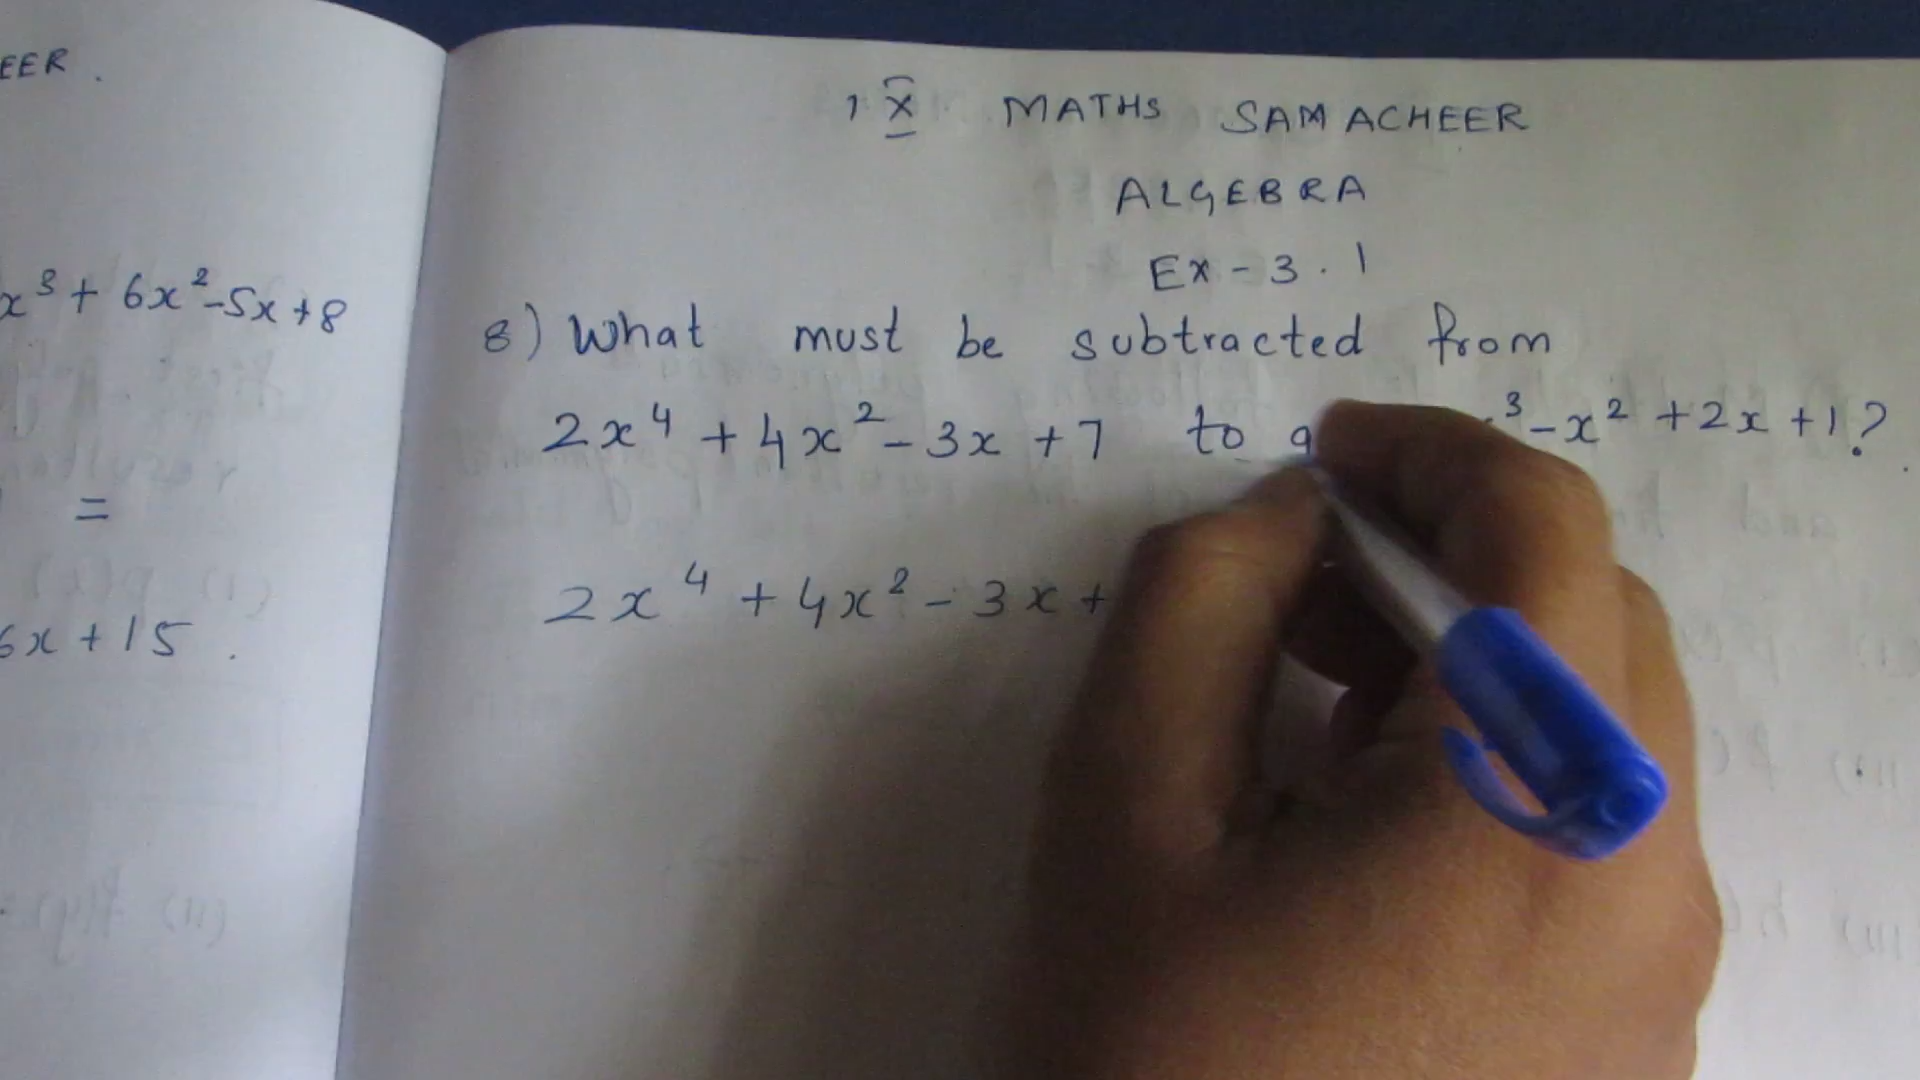 EER.
x³ + 6x² - 5x + 8
=
x + 15.
IX MATHS SAMACHEER
ALGEBRA
Ex - 3.1
8) What must be subtracted from
2x⁴ + 4x² - 3x + 7 to ³ - x² + 2x + 1?
2x⁴ + 4x² - 3x +